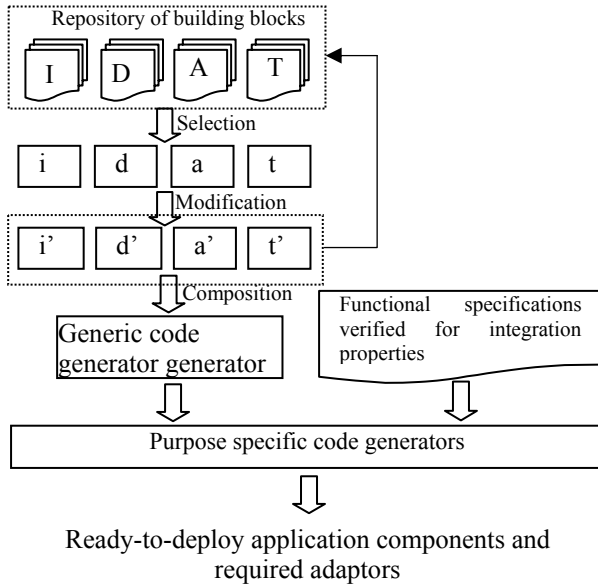 Repository of building blocks
I D A T
Selection
i d a t
Modification
i’ d’ a’ t’
Composition
Generic code
generator generator
Functional specifications
verified for integration
properties
Purpose specific code generators
Ready-to-deploy application components and
required adaptors